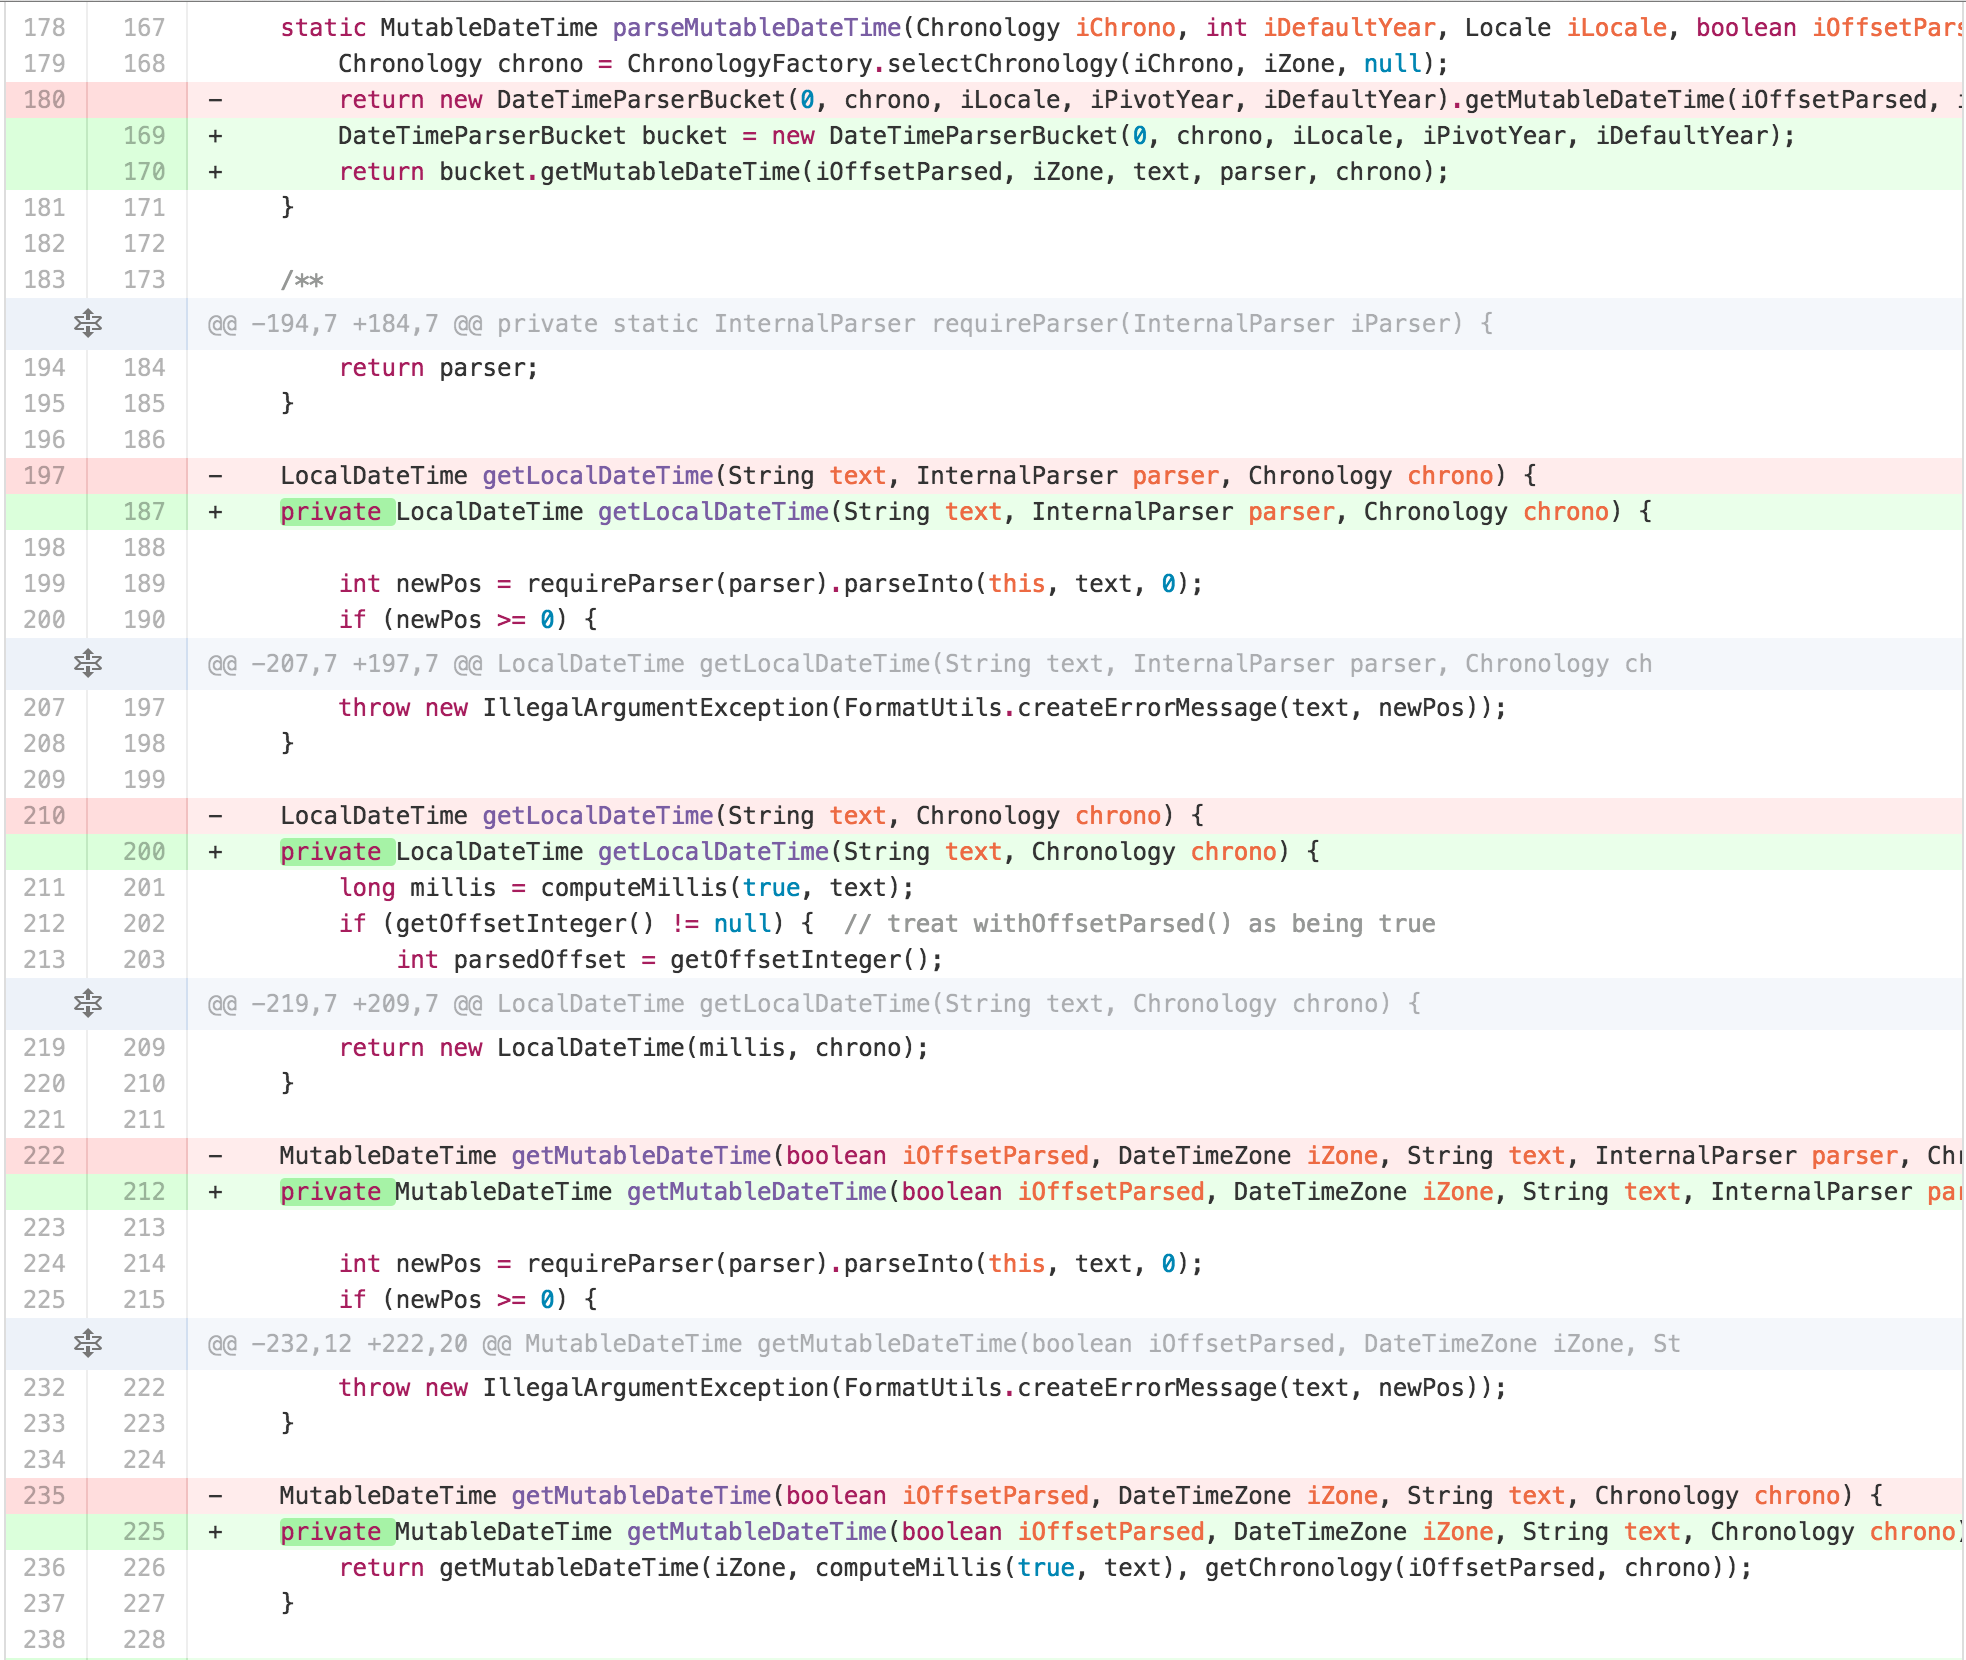 178 167 static MutableDateTime parseMutableDateTime(Chronology iChrono, int iDefaultYear, Locale iLocale, boolean
179 168 Chronology chrono = ChronologyFactory.selectChronology(iChrono, iZone, null);
180 - return new DateTimeParserBucket(0, chrono, iLocale, iPivotYear, iDefaultYear).getMutableDateTime(iOffsetParsed,
169 + DateTimeParserBucket bucket = new DateTimeParserBucket(0, chrono, iLocale, iPivotYear, iDefaultYear);
170 + return bucket.getMutableDateTime(iOffsetParsed, iZone, text, parser, chrono);
181 171 }
182 172
183 173 /**
@@ -194,7 +184,7 @@ private static InternalParser requireParser(InternalParser iParser) {
194 184 return parser;
195 185 }
196 186
197 - LocalDateTime getLocalDateTime(String text, InternalParser parser, Chronology chrono) {
187 + private LocalDateTime getLocalDateTime(String text, InternalParser parser, Chronology chrono) {
198 188
199 189 int newPos = requireParser(parser).parseInto(this, text, 0);
200 190 if (newPos >= 0) {
@@ -207,7 +197,7 @@ LocalDateTime getLocalDateTime(String text, InternalParser parser, Chronology ch
207 197 throw new IllegalArgumentException(FormatUtils.createErrorMessage(text, newPos));
208 198 }
209 199
210 - LocalDateTime getLocalDateTime(String text, Chronology chrono) {
200 + private LocalDateTime getLocalDateTime(String text, Chronology chrono) {
211 201 long millis = computeMillis(true, text);
212 202 if (getOffsetInteger() != null) { // treat withOffsetParsed() as being true
213 203 int parsedOffset = getOffsetInteger();
@@ -219,7 +209,7 @@ LocalDateTime getLocalDateTime(String text, Chronology chrono) {
219 209 return new LocalDateTime(millis, chrono);
220 210 }
221 211
222 - MutableDateTime getMutableDateTime(boolean iOffsetParsed, DateTimeZone iZone, String text, InternalParser parser,
212 + private MutableDateTime getMutableDateTime(boolean iOffsetParsed, DateTimeZone iZone, String text, InternalParser
223 213
224 214 int newPos = requireParser(parser).parseInto(this, text, 0);
225 215 if (newPos >= 0) {
@@ -232,12 +222,20 @@ MutableDateTime getMutableDateTime(boolean iOffsetParsed, DateTimeZone iZone, St
232 222 throw new IllegalArgumentException(FormatUtils.createErrorMessage(text, newPos));
233 223 }
234 224
235 - MutableDateTime getMutableDateTime(boolean iOffsetParsed, DateTimeZone iZone, String text, Chronology chrono) {
225 + private MutableDateTime getMutableDateTime(boolean iOffsetParsed, DateTimeZone iZone, String text, Chronology chrono)
236 226 return getMutableDateTime(iZone, computeMillis(true, text), getChronology(iOffsetParsed, chrono));
237 227 }
238 228